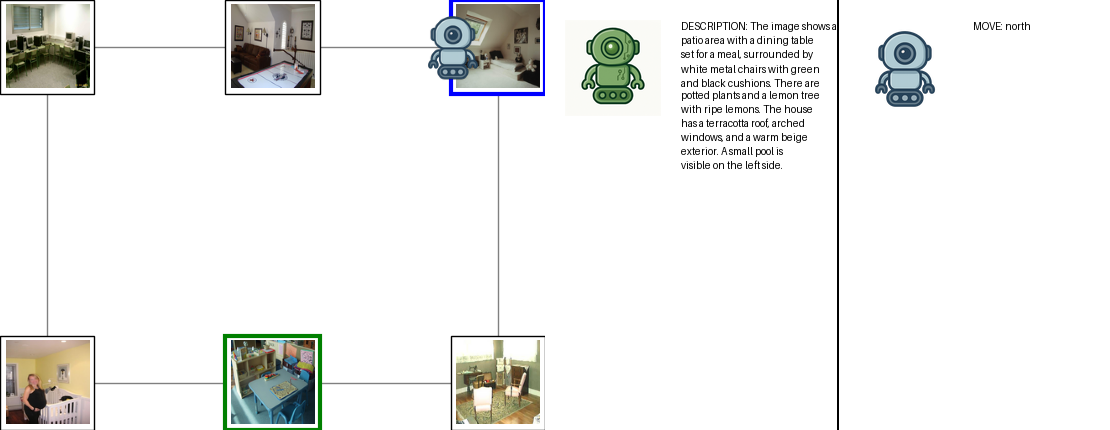 DESCRIPTION: The image shows a
patio area with a dining table
set for a meal, surrounded by
white metal chairs with green
and black cushions. There are
potted plants and a lemon tree
with ripe lemons. The house
has a terracotta roof, arched
windows, and a warm beige
exterior. A small pool is
visible on the left side.
MOVE: north